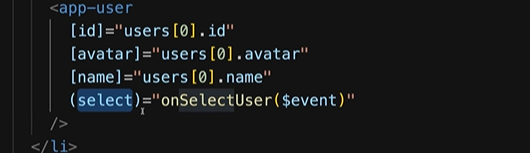 <app-user
[id]="users[0].id"
[avatar]="users[0].avatar"
[name]="users[0].name"
(select)="onSelectUser($event)"
/>
</li>